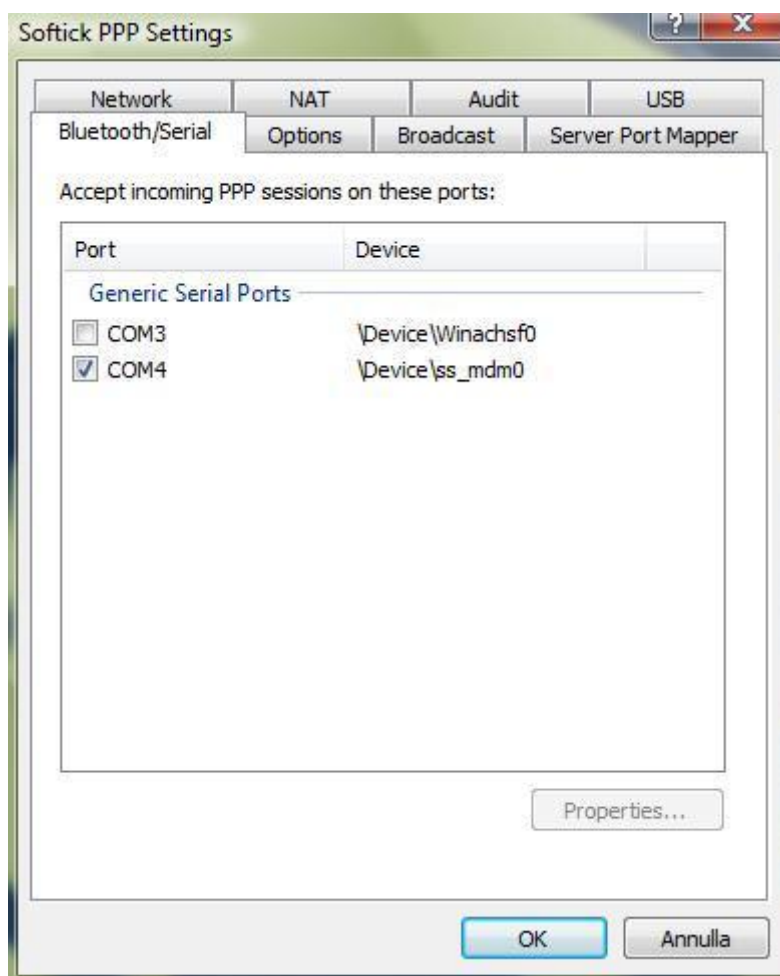 Softick PPP Settings
Network NAT Audit USB
Bluetooth/Serial Options Broadcast Server Port Mapper
Accept incoming PPP sessions on these ports:
Port Device
Generic Serial Ports
COM3 \Device\Winachsf0
COM4 \Device\ss_mdm0
Properties...
OK Annulla